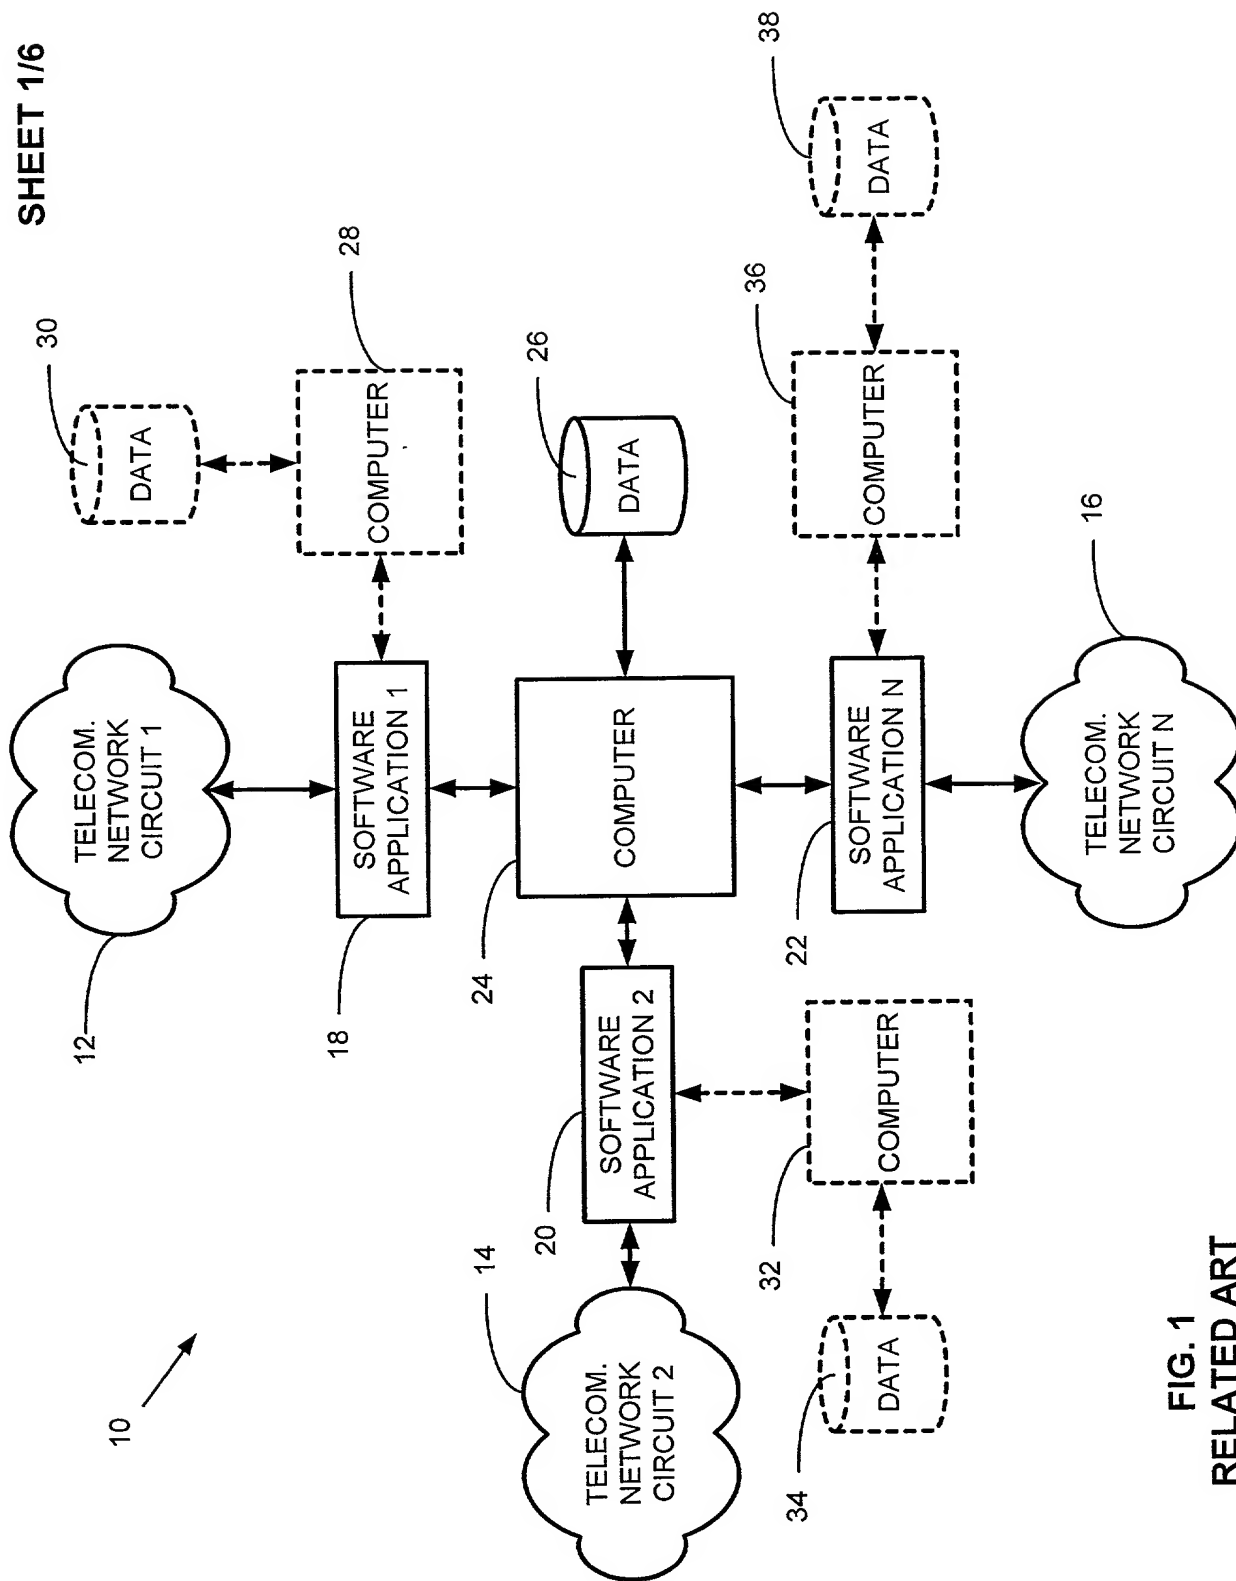 SHEET 1/6
10
12
TELECOM.
NETWORK
CIRCUIT 1
18
SOFTWARE
APPLICATION 1
28
COMPUTER
30
DATA
14
TELECOM.
NETWORK
CIRCUIT 2
20
SOFTWARE
APPLICATION 2
24
COMPUTER
26
DATA
34
DATA
32
COMPUTER
22
SOFTWARE
APPLICATION N
36
COMPUTER
38
DATA
16
TELECOM.
NETWORK
CIRCUIT N
FIG. 1
RELATED ART